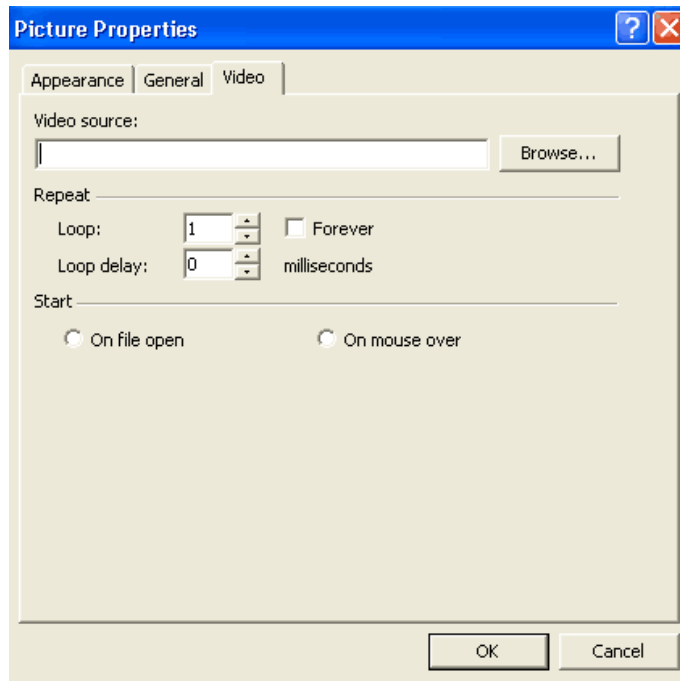 Picture Properties
?
Appearance General Video
Video source:
Browse...
Repeat
Loop: 1 Forever
Loop delay: 0 milliseconds
Start
On file open On mouse over
OK Cancel